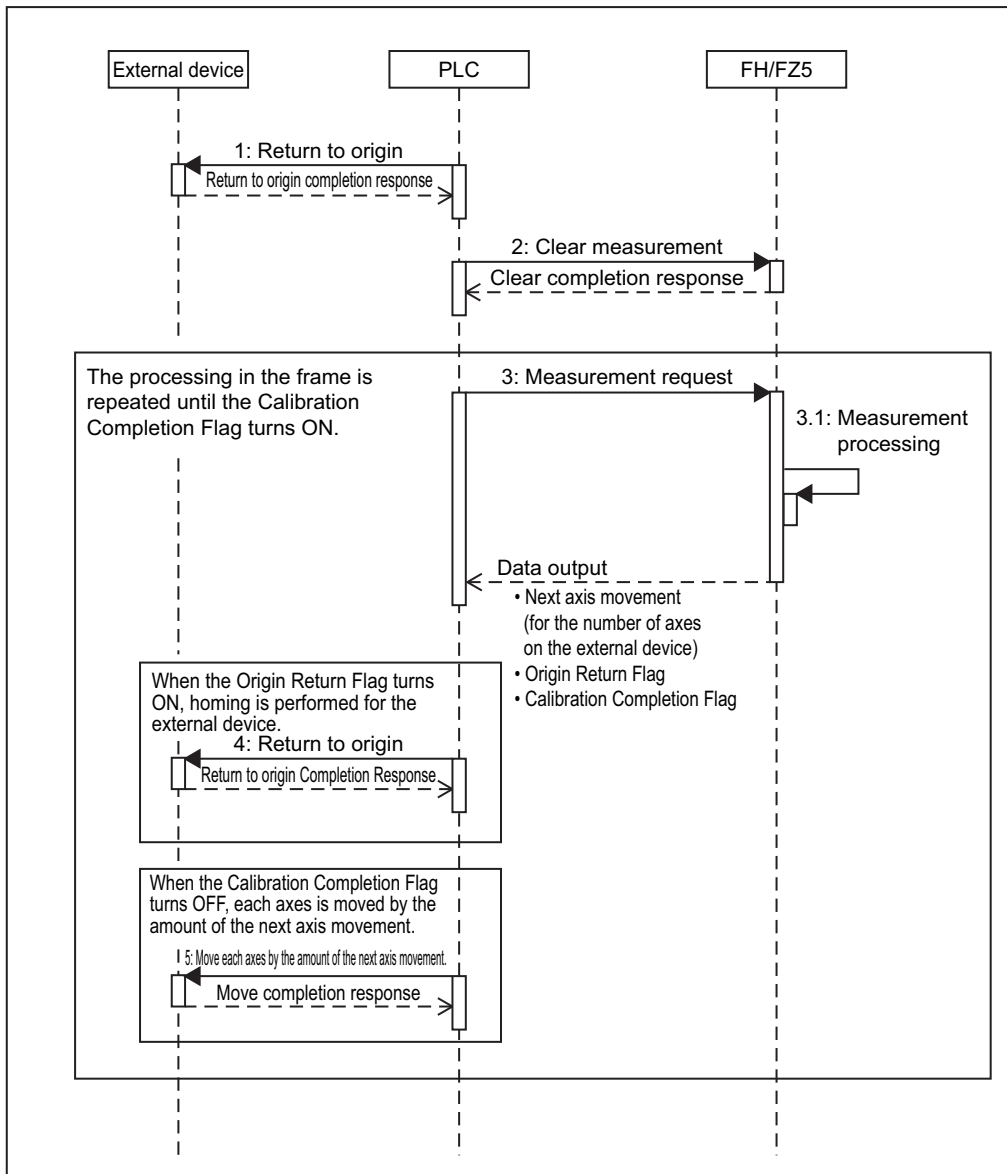 External device
PLC
FH/FZ5
1: Return to origin
Return to origin completion response
2: Clear measurement
Clear completion response
The processing in the frame is
repeated until the Calibration
Completion Flag turns ON.
3: Measurement request
3.1: Measurement
processing
Data output
• Next axis movement
(for the number of axes
on the external device)
• Origin Return Flag
• Calibration Completion Flag
When the Origin Return Flag turns
ON, homing is performed for the
external device.
4: Return to origin
Return to origin Completion Response
When the Calibration Completion Flag
turns OFF, each axes is moved by the
amount of the next axis movement.
5: Move each axes by the amount of the next axis movement.
Move completion response